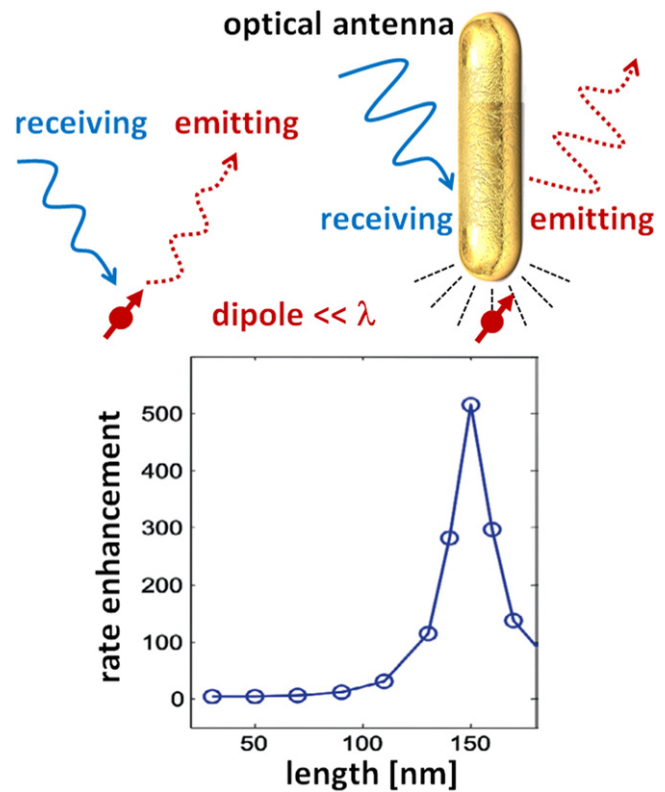 optical antenna
receiving emitting
receiving emitting
dipole << λ
rate enhancement
500
400
300
200
100
0
50 100 150
length [nm]